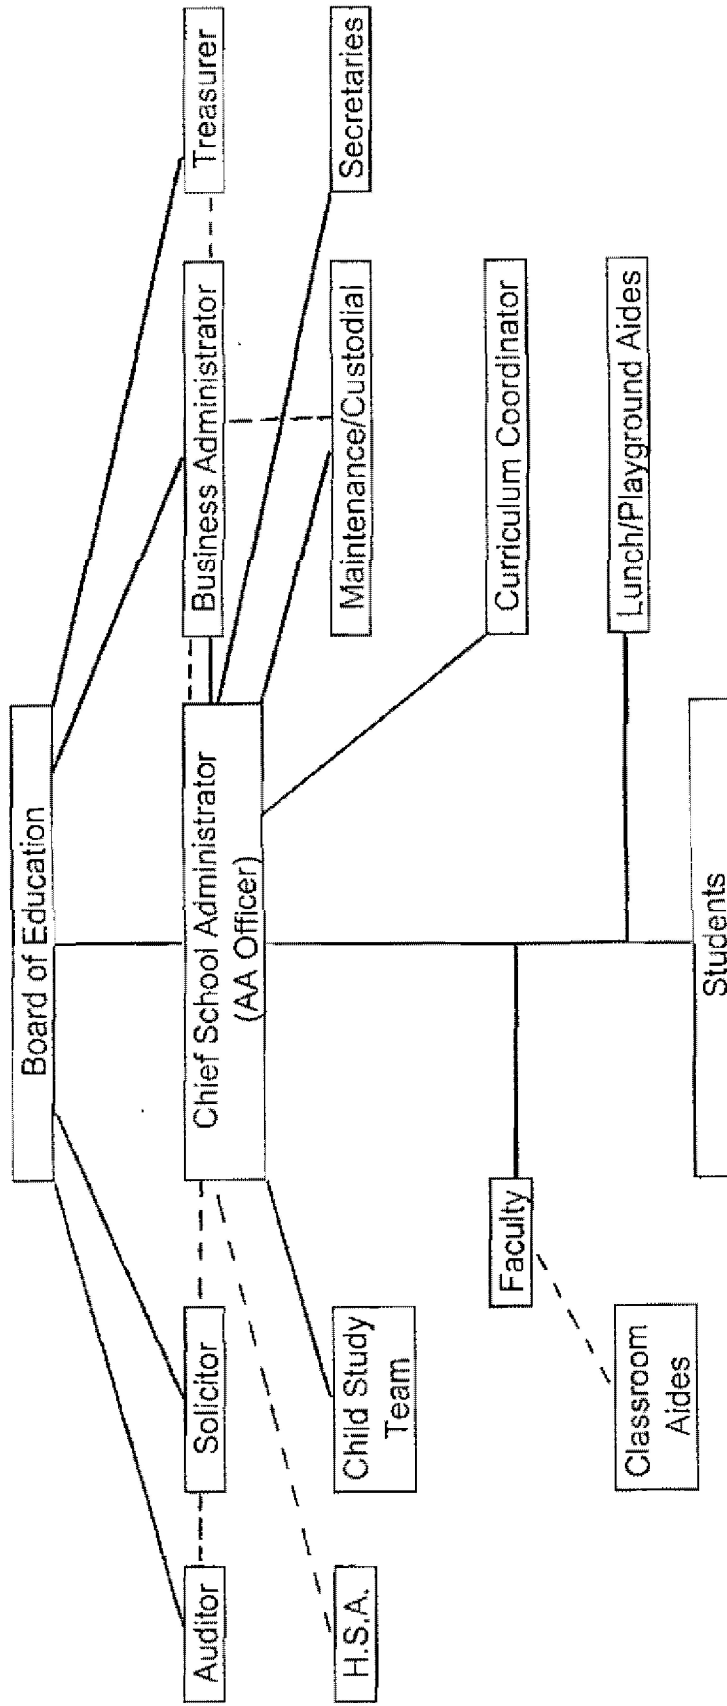 Board of Education
Auditor
Solicitor
Chief School Administrator
(AA Officer)
Business Administrator
Treasurer
H.S.A.
Child Study
Team
Maintenance/Custodial
Secretaries
Faculty
Curriculum Coordinator
Classroom
Aides
Lunch/Playground Aides
Students